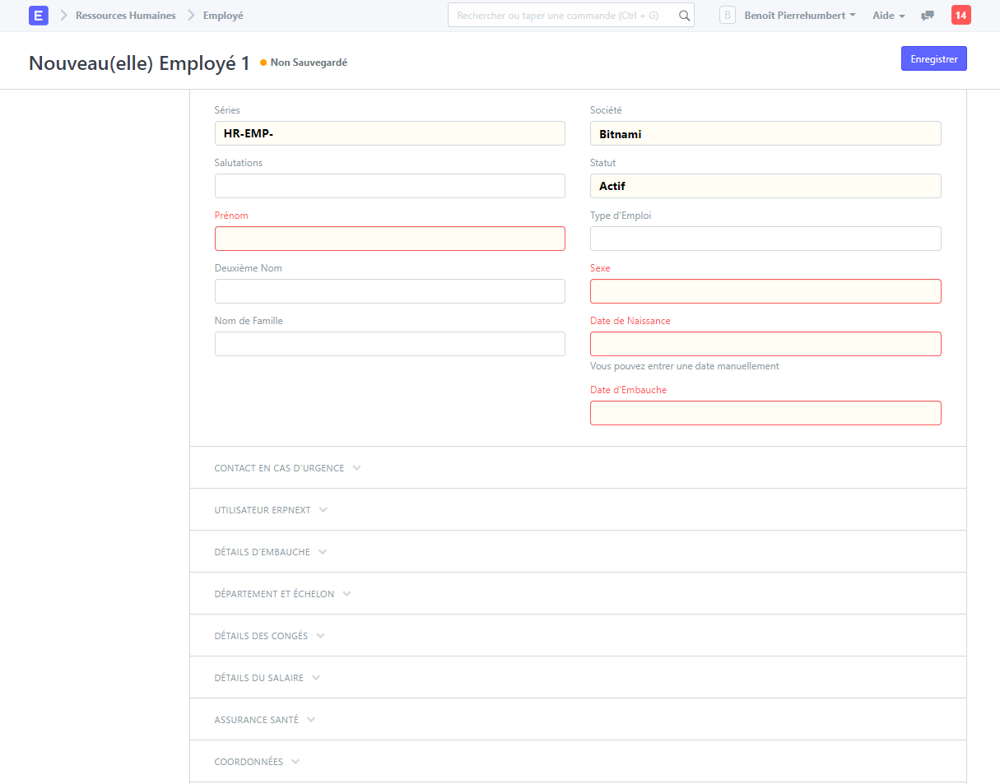 E Ressources Humaines Employé Rechercher ou taper une commande (Ctrl + G) B Benoît Pierrehumbert Aide 14
Nouveau(elle) Employé 1 Non Sauvegardé Enregistrer
Séries
HR-EMP-
Salutations
Prénom
Deuxième Nom
Nom de Famille
Société
Bitnami
Statut
Actif
Type d'Emploi
Sexe
Date de Naissance
Vous pouvez entrer une date manuellement
Date d'Embauche
CONTACT EN CAS D'URGENCE
UTILISATEUR ERPNEXT
DÉTAILS D'EMBAUCHE
DÉPARTEMENT ET ÉCHELON
DÉTAILS DES CONGÉS
DÉTAILS DU SALAIRE
ASSURANCE SANTÉ
COORDONNÉES